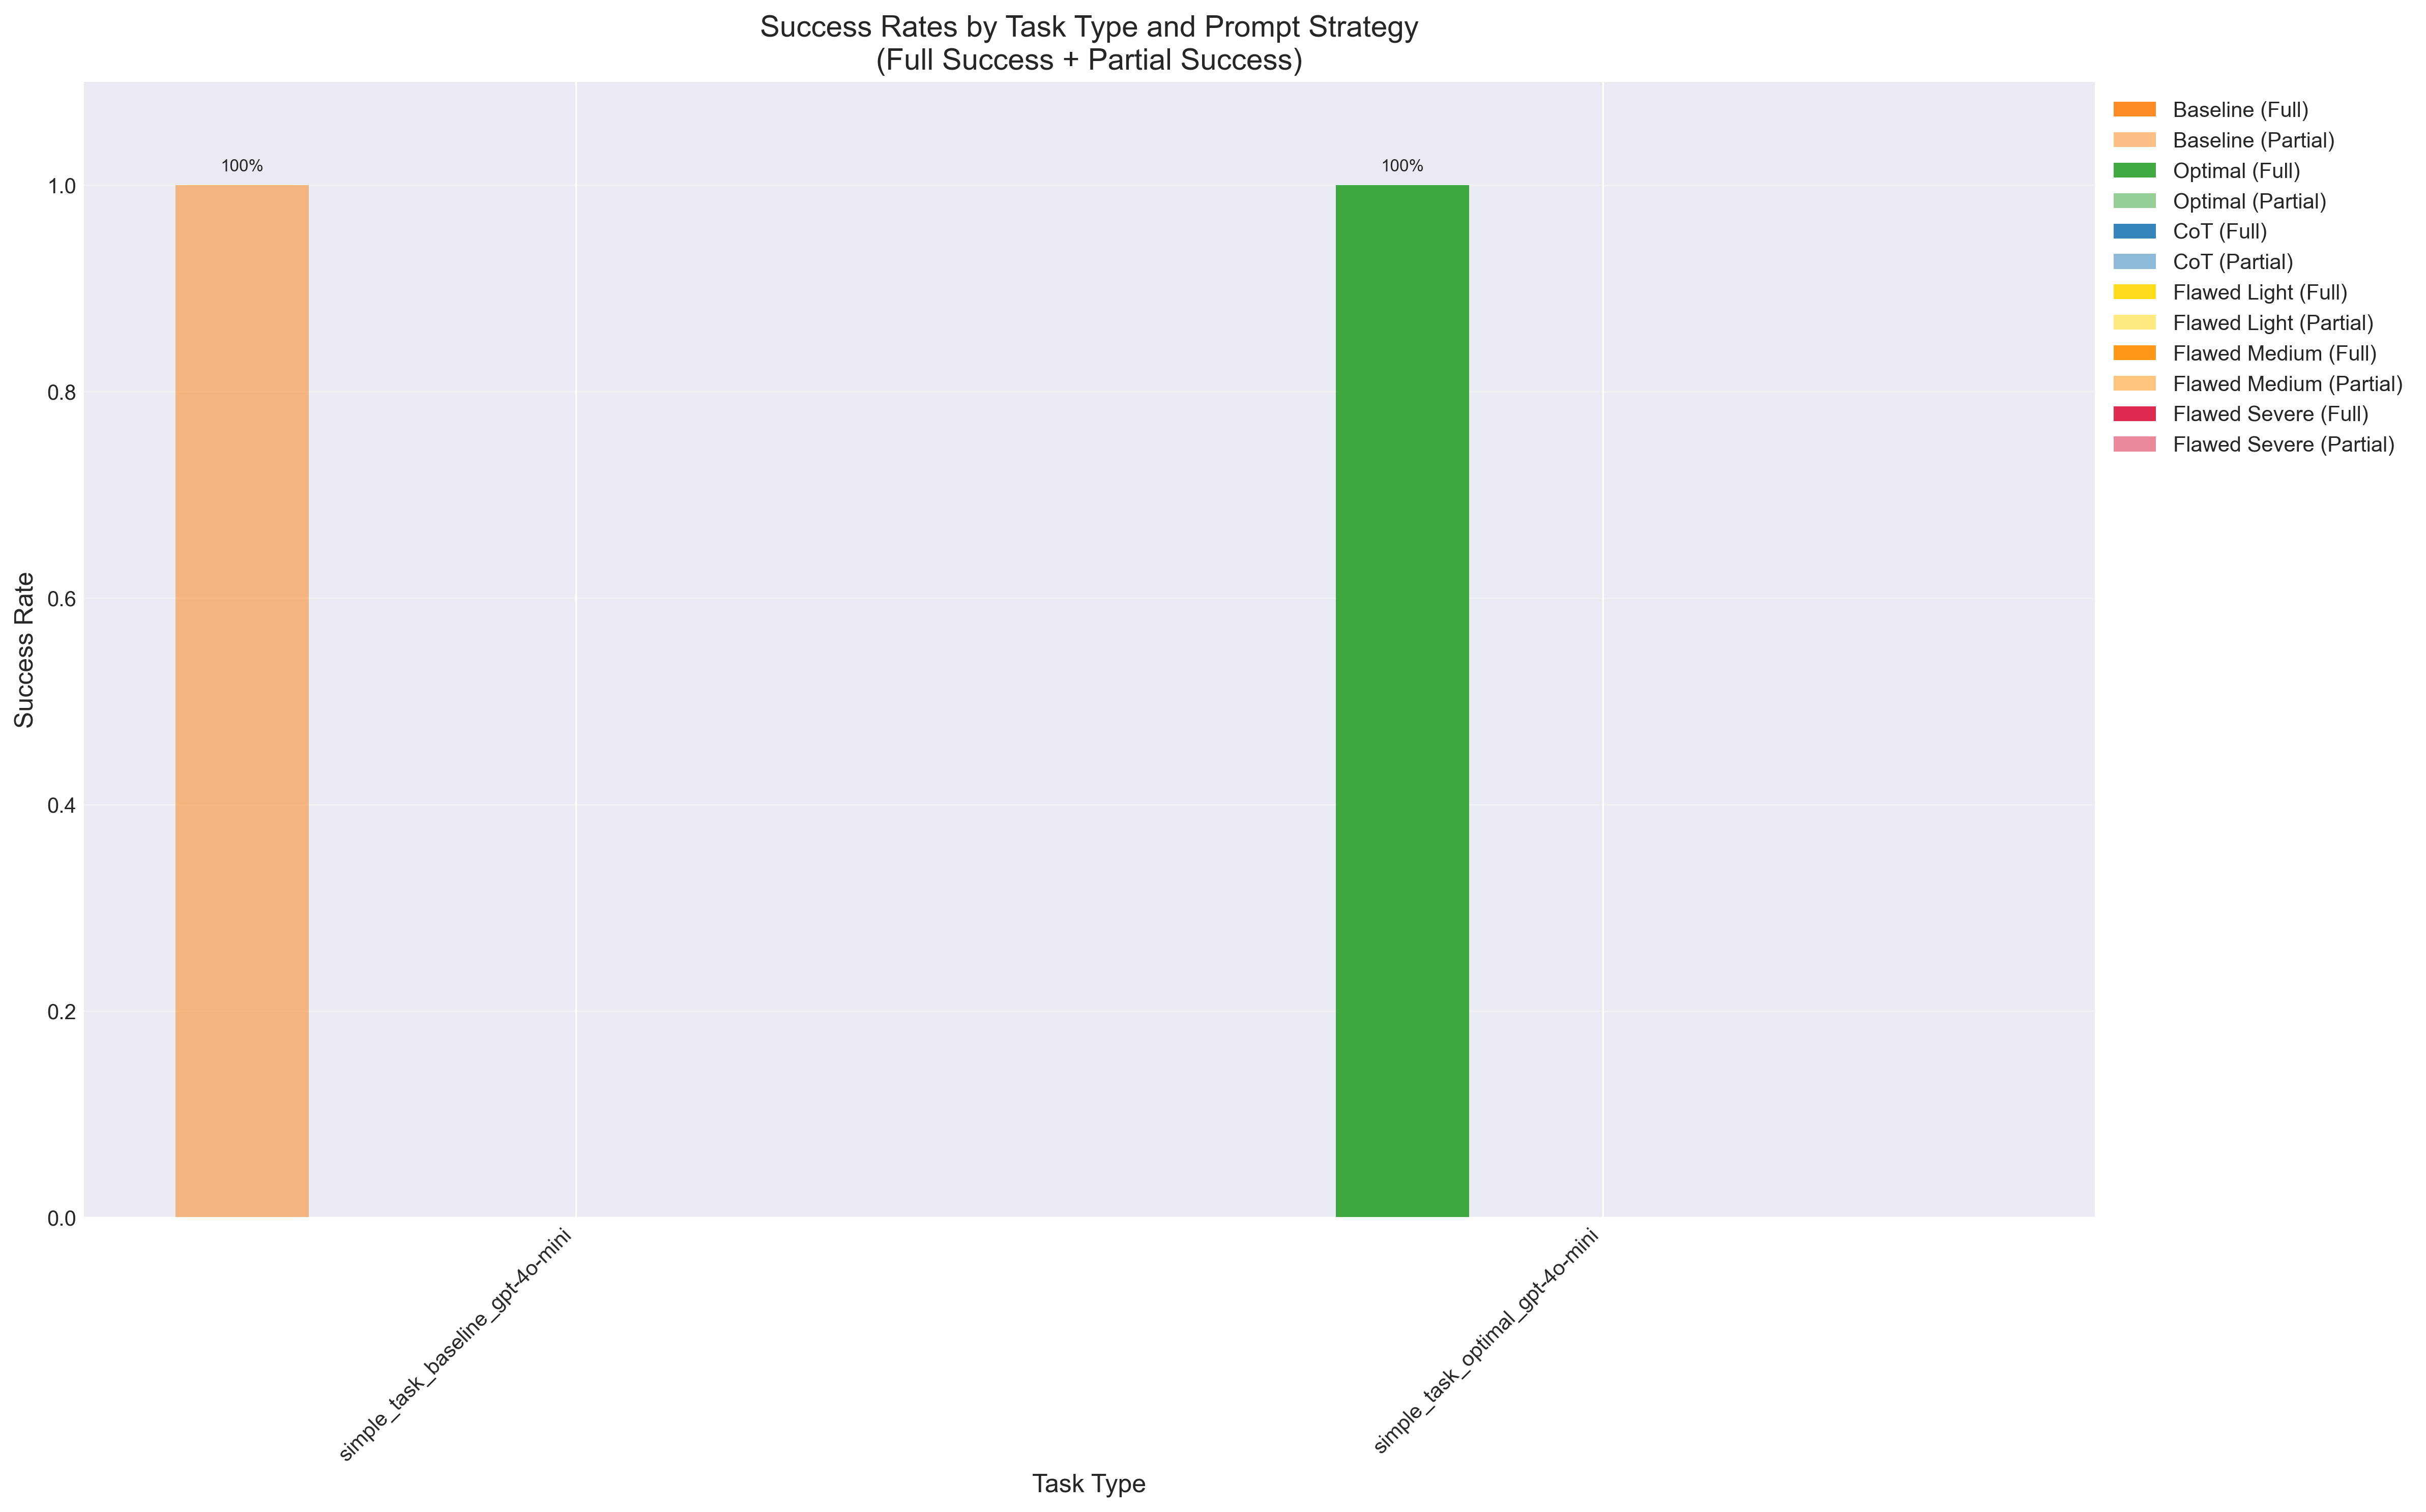 Success Rates by Task Type and Prompt Strategy
(Full Success + Partial Success)
Baseline (Full)
Baseline (Partial)
Optimal (Full)
Optimal (Partial)
CoT (Full)
CoT (Partial)
Flawed Light (Full)
Flawed Light (Partial)
Flawed Medium (Full)
Flawed Medium (Partial)
Flawed Severe (Full)
Flawed Severe (Partial)
100%
100%
Success Rate
1.0
0.8
0.6
0.4
0.2
0.0
simple_task_baseline_gpt-4o-mini
simple_task_optimal_gpt-4o-mini
Task Type